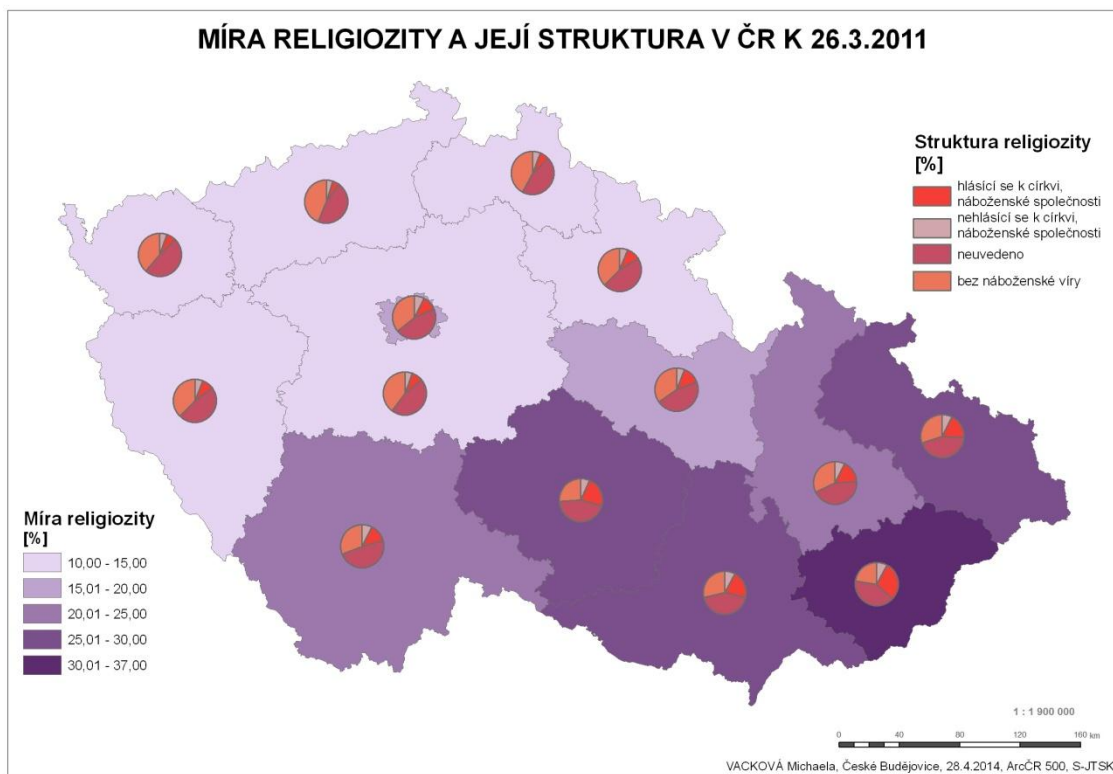 MÍRA RELIGIOZITY A JEJÍ STRUKTURA V ČR K 26.3.2011
Struktura religiozity
[%]
hlásící se k církvi,
náboženské společnosti
nehlásící se k církvi,
náboženské společnosti
neuvedeno
bez náboženské víry
Míra religiozity
[%]
10,00 - 15,00
15,01 - 20,00
20,01 - 25,00
25,01 - 30,00
30,01 - 37,00
1 : 1 900 000
0 20 40 80 120 160 km
VACKOVÁ Michaela, České Budějovice, 28.4.2014, ArcČR 500, S-JTSK